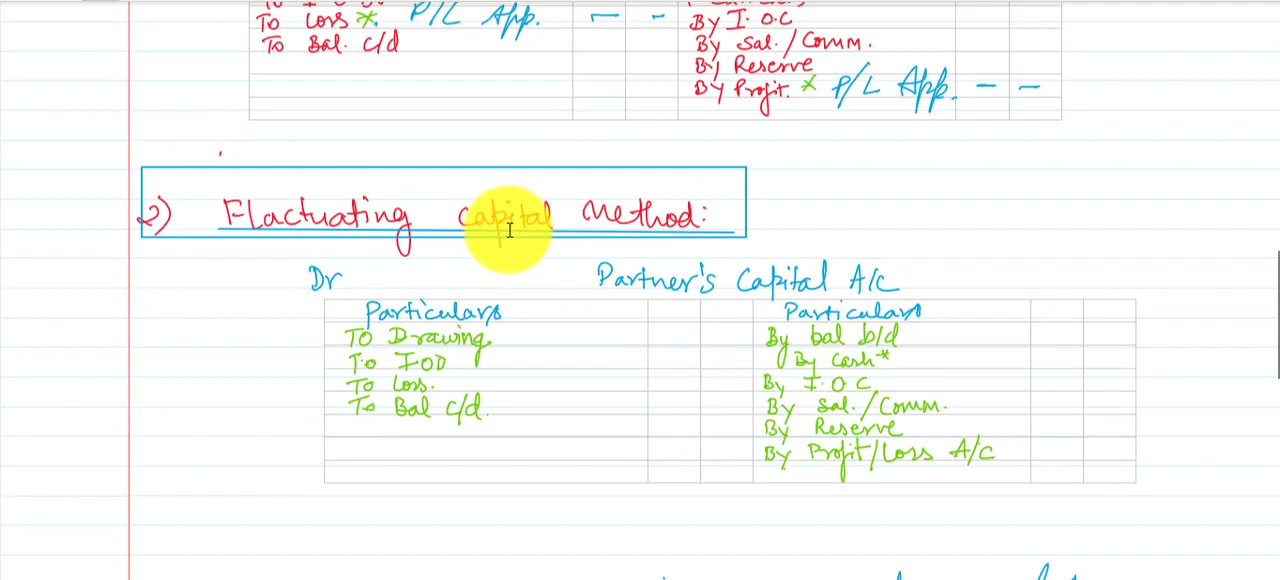 To Loss *. P/L App. — -
By I.O.C
To Bal. c/d
By Sal./Comm.
By Reserve
By Profit. * P/L App. — —
2) Flactuating Capital Method:
Dr Partner's Capital A/C
Particulars Particulars
To Drawing By bal b/d
To IOD By Cash*
To Loss. By I.O.C
To Bal c/d. By Sal./Comm.
By Reserve
By Profit/Loss A/C